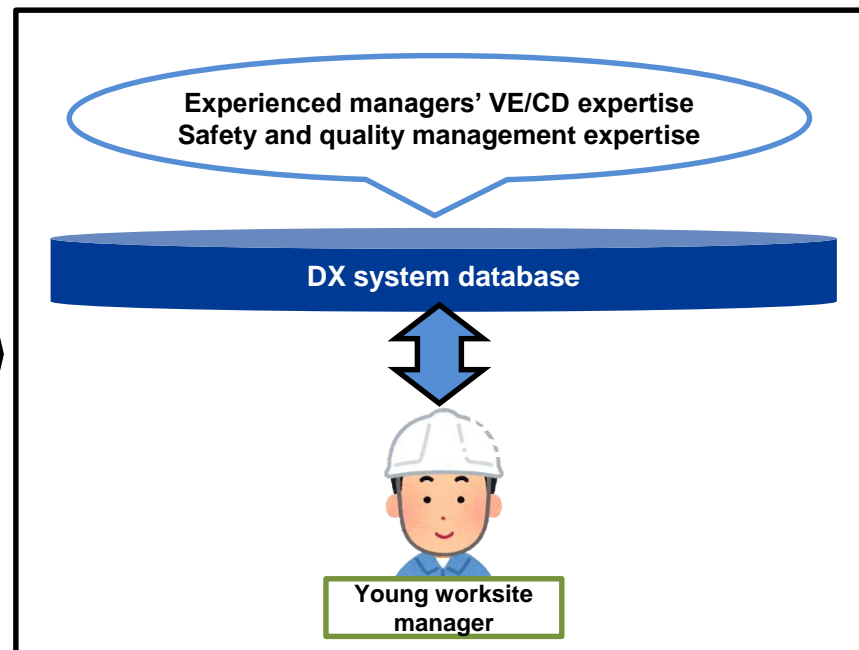 Experienced managers’ VE/CD expertise
Safety and quality management expertise
DX system database
Young worksite
manager